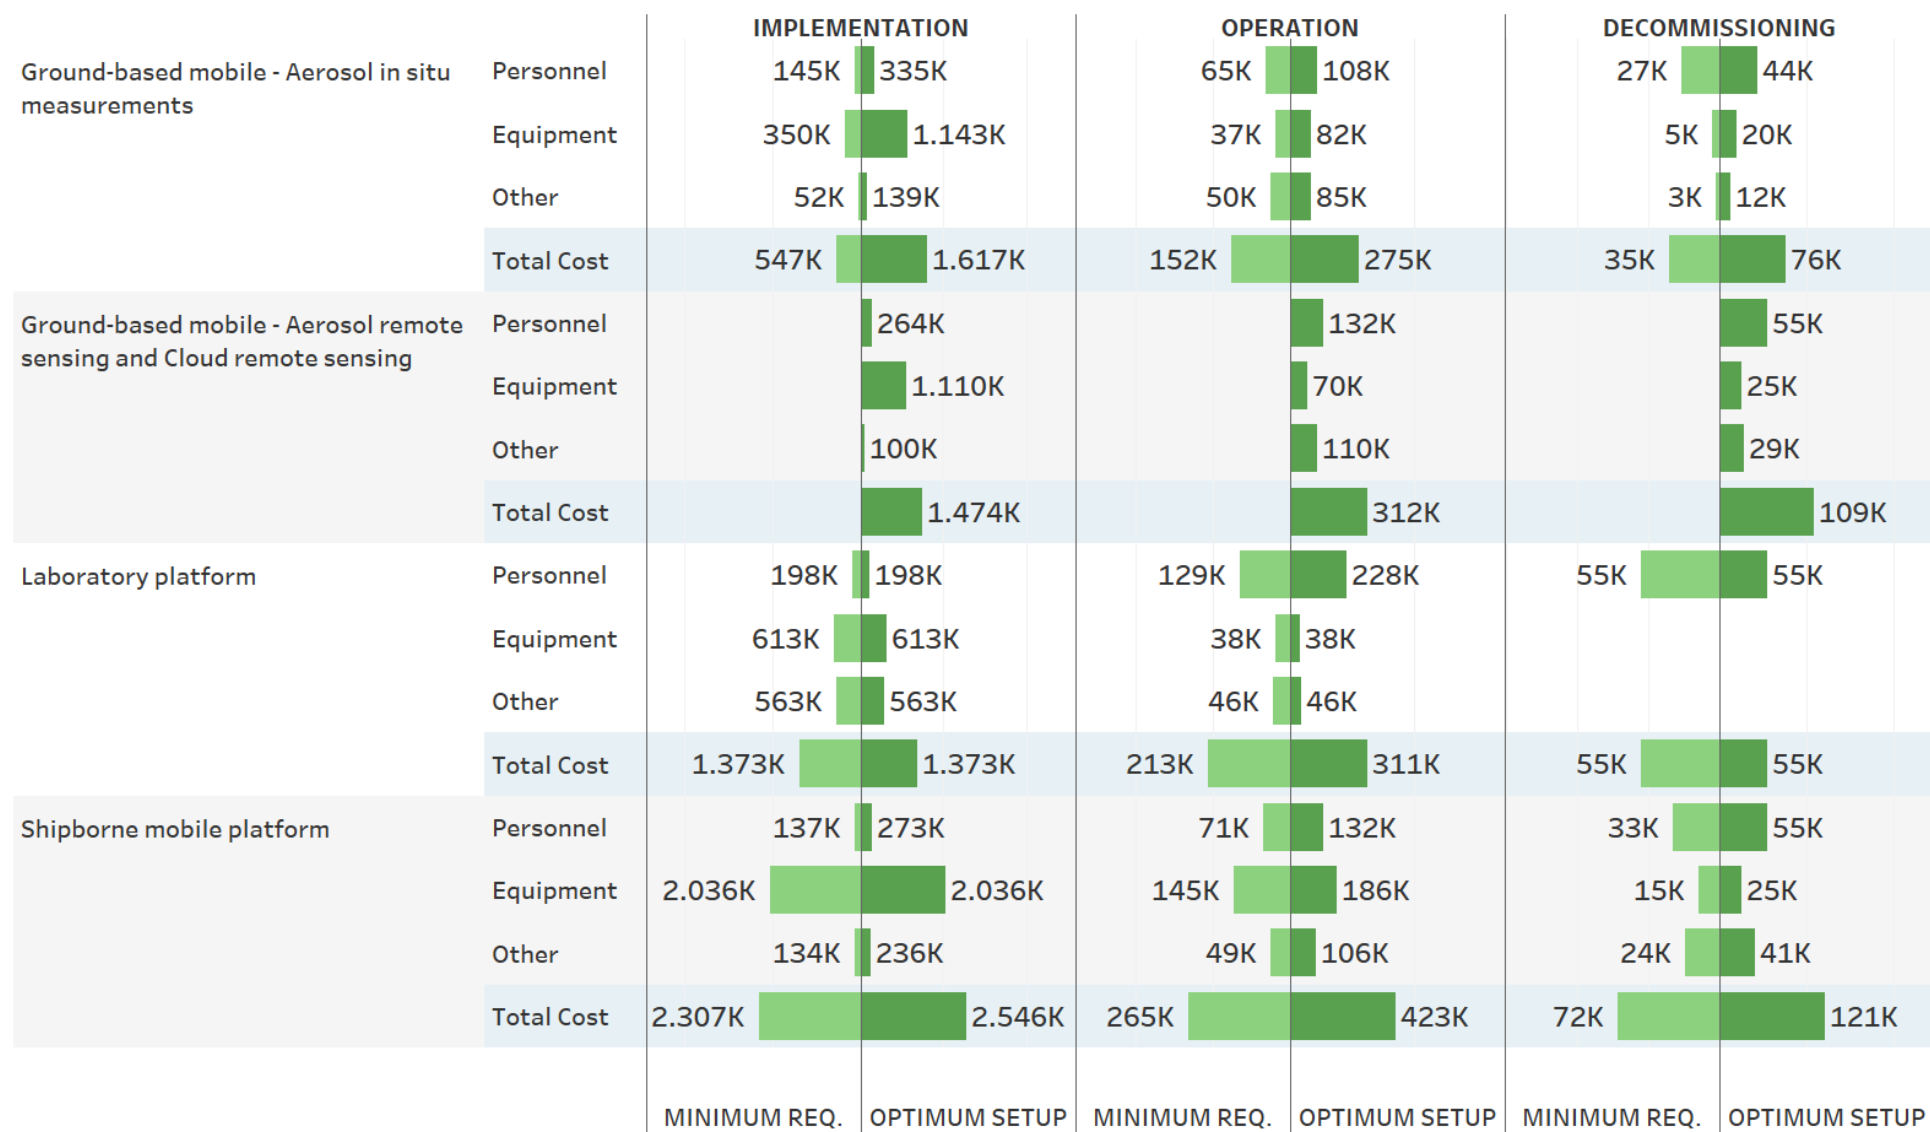 IMPLEMENTATION OPERATION DECOMMISSIONING
Ground-based mobile - Aerosol in situ measurements
Personnel 145K 335K 65K 108K 27K 44K
Equipment 350K 1.143K 37K 82K 5K 20K
Other 52K 139K 50K 85K 3K 12K
Total Cost 547K 1.617K 152K 275K 35K 76K
Ground-based mobile - Aerosol remote sensing and Cloud remote sensing
Personnel 264K 132K 55K
Equipment 1.110K 70K 25K
Other 100K 110K 29K
Total Cost 1.474K 312K 109K
Laboratory platform
Personnel 198K 198K 129K 228K 55K 55K
Equipment 613K 613K 38K 38K
Other 563K 563K 46K 46K
Total Cost 1.373K 1.373K 213K 311K 55K 55K
Shipborne mobile platform
Personnel 137K 273K 71K 132K 33K 55K
Equipment 2.036K 2.036K 145K 186K 15K 25K
Other 134K 236K 49K 106K 24K 41K
Total Cost 2.307K 2.546K 265K 423K 72K 121K
MINIMUM REQ. OPTIMUM SETUP MINIMUM REQ. OPTIMUM SETUP MINIMUM REQ. OPTIMUM SETUP